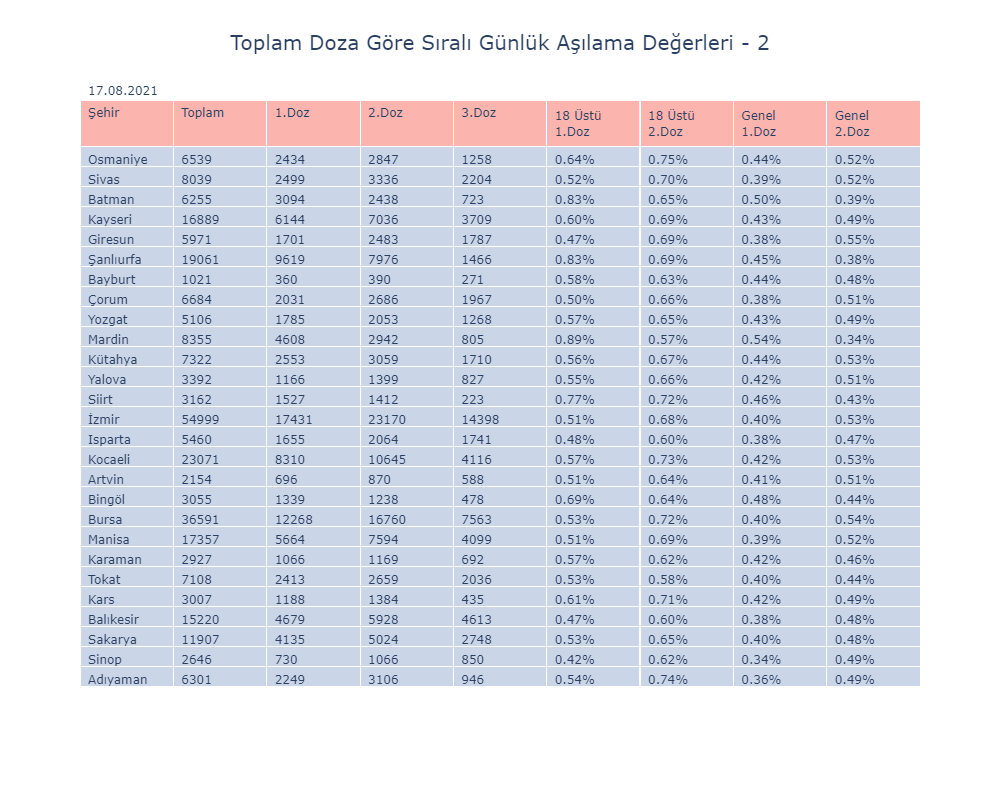 Toplam Doza Göre Sıralı Günlük Aşılama Değerleri - 2
17.08.2021
Şehir Toplam 1.Doz 2.Doz 3.Doz 18 Üstü 1.Doz 18 Üstü 2.Doz Genel 1.Doz Genel 2.Doz
Osmaniye 6539 2434 2847 1258 0.64% 0.75% 0.44% 0.52%
Sivas 8039 2499 3336 2204 0.52% 0.70% 0.39% 0.52%
Batman 6255 3094 2438 723 0.83% 0.65% 0.50% 0.39%
Kayseri 16889 6144 7036 3709 0.60% 0.69% 0.43% 0.49%
Giresun 5971 1701 2483 1787 0.47% 0.69% 0.38% 0.55%
Şanlıurfa 19061 9619 7976 1466 0.83% 0.69% 0.45% 0.38%
Bayburt 1021 360 390 271 0.58% 0.63% 0.44% 0.48%
Çorum 6684 2031 2686 1967 0.50% 0.66% 0.38% 0.51%
Yozgat 5106 1785 2053 1268 0.57% 0.65% 0.43% 0.49%
Mardin 8355 4608 2942 805 0.89% 0.57% 0.54% 0.34%
Kütahya 7322 2553 3059 1710 0.56% 0.67% 0.44% 0.53%
Yalova 3392 1166 1399 827 0.55% 0.66% 0.42% 0.51%
Siirt 3162 1527 1412 223 0.77% 0.72% 0.46% 0.43%
İzmir 54999 17431 23170 14398 0.51% 0.68% 0.40% 0.53%
Isparta 5460 1655 2064 1741 0.48% 0.60% 0.38% 0.47%
Kocaeli 23071 8310 10645 4116 0.57% 0.73% 0.42% 0.53%
Artvin 2154 696 870 588 0.51% 0.64% 0.41% 0.51%
Bingöl 3055 1339 1238 478 0.69% 0.64% 0.48% 0.44%
Bursa 36591 12268 16760 7563 0.53% 0.72% 0.40% 0.54%
Manisa 17357 5664 7594 4099 0.51% 0.69% 0.39% 0.52%
Karaman 2927 1066 1169 692 0.57% 0.62% 0.42% 0.46%
Tokat 7108 2413 2659 2036 0.53% 0.58% 0.40% 0.44%
Kars 3007 1188 1384 435 0.61% 0.71% 0.42% 0.49%
Balıkesir 15220 4679 5928 4613 0.47% 0.60% 0.38% 0.48%
Sakarya 11907 4135 5024 2748 0.53% 0.65% 0.40% 0.48%
Sinop 2646 730 1066 850 0.42% 0.62% 0.34% 0.49%
Adıyaman 6301 2249 3106 946 0.54% 0.74% 0.36% 0.49%